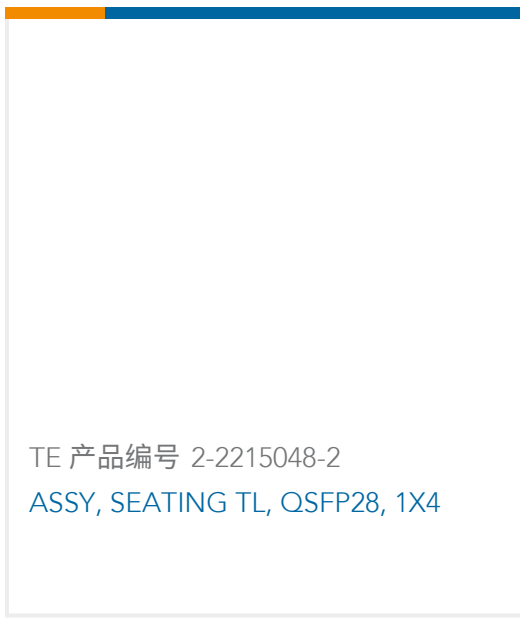 TE 产品编号 2-2215048-2
ASSY, SEATING TL, QSFP28, 1X4